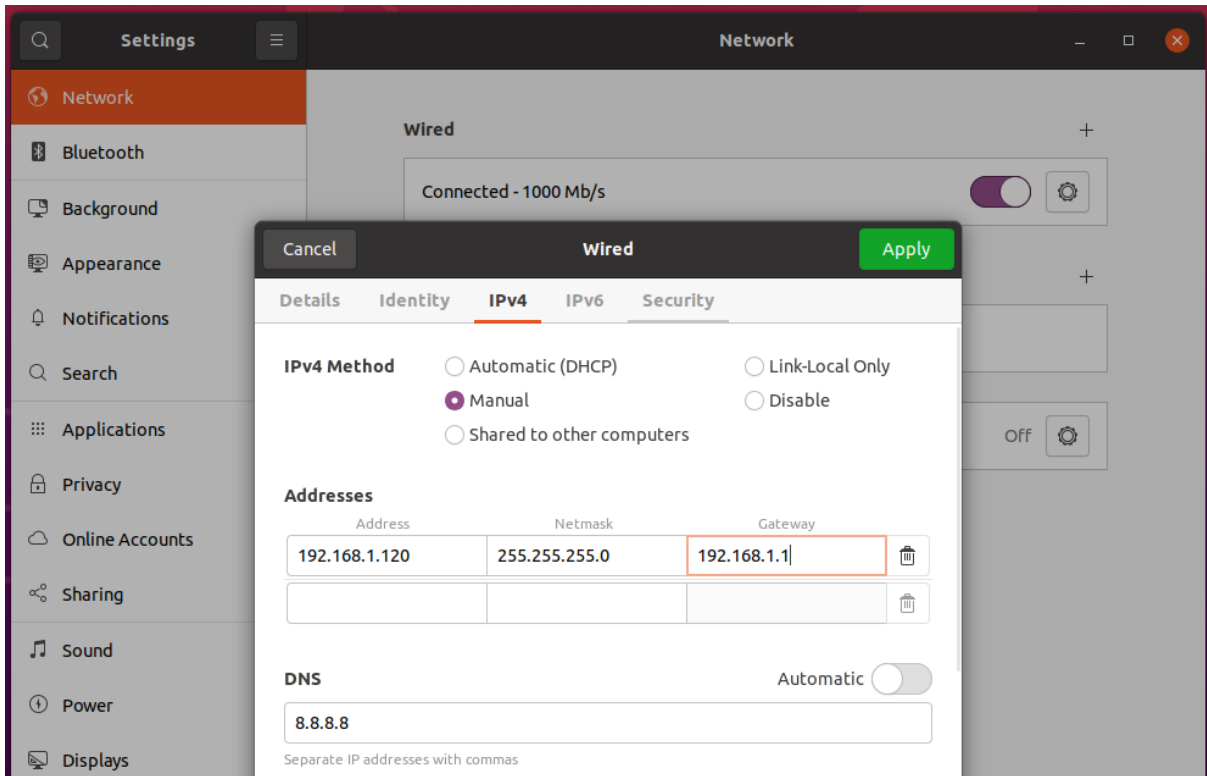 Settings
Network
Network
Bluetooth
Background
Appearance
Notifications
Search
Applications
Privacy
Online Accounts
Sharing
Sound
Power
Displays
Wired
Connected - 1000 Mb/s
Off
Cancel
Wired
Apply
Details Identity IPv4 IPv6 Security
IPv4 Method
Automatic (DHCP)
Link-Local Only
Manual
Disable
Shared to other computers
Addresses
Address Netmask Gateway
192.168.1.120 255.255.255.0 192.168.1.1
DNS
Automatic
8.8.8.8
Separate IP addresses with commas